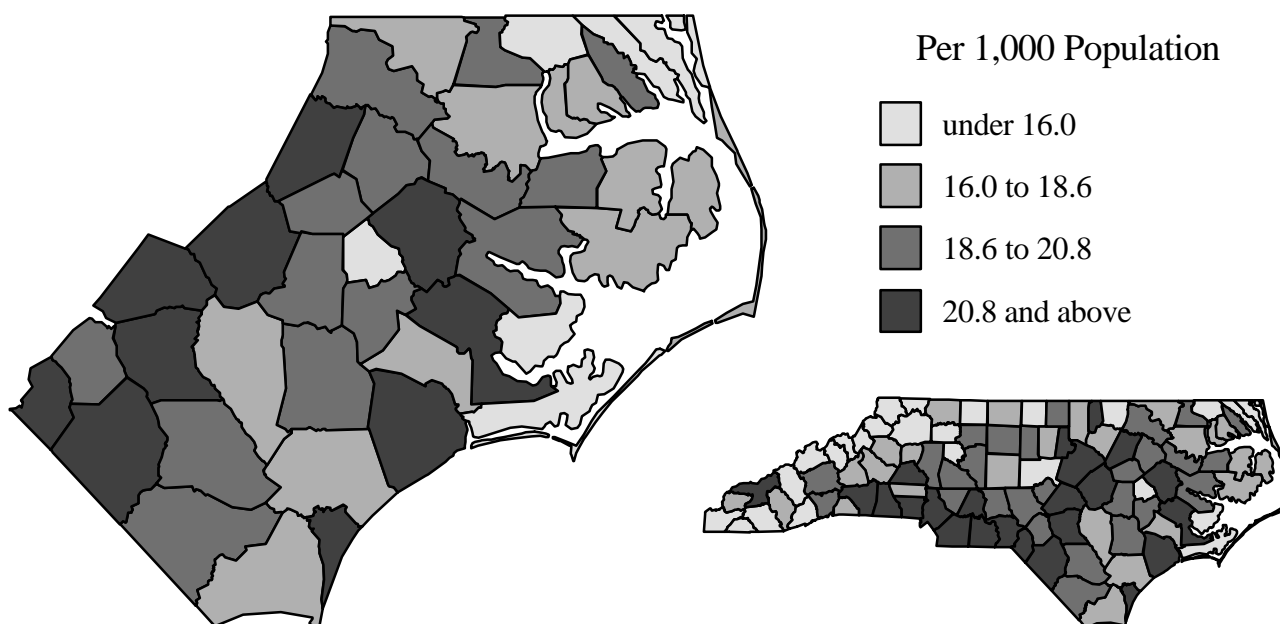 Per 1,000 Population
under 16.0
16.0 to 18.6
18.6 to 20.8
20.8 and above